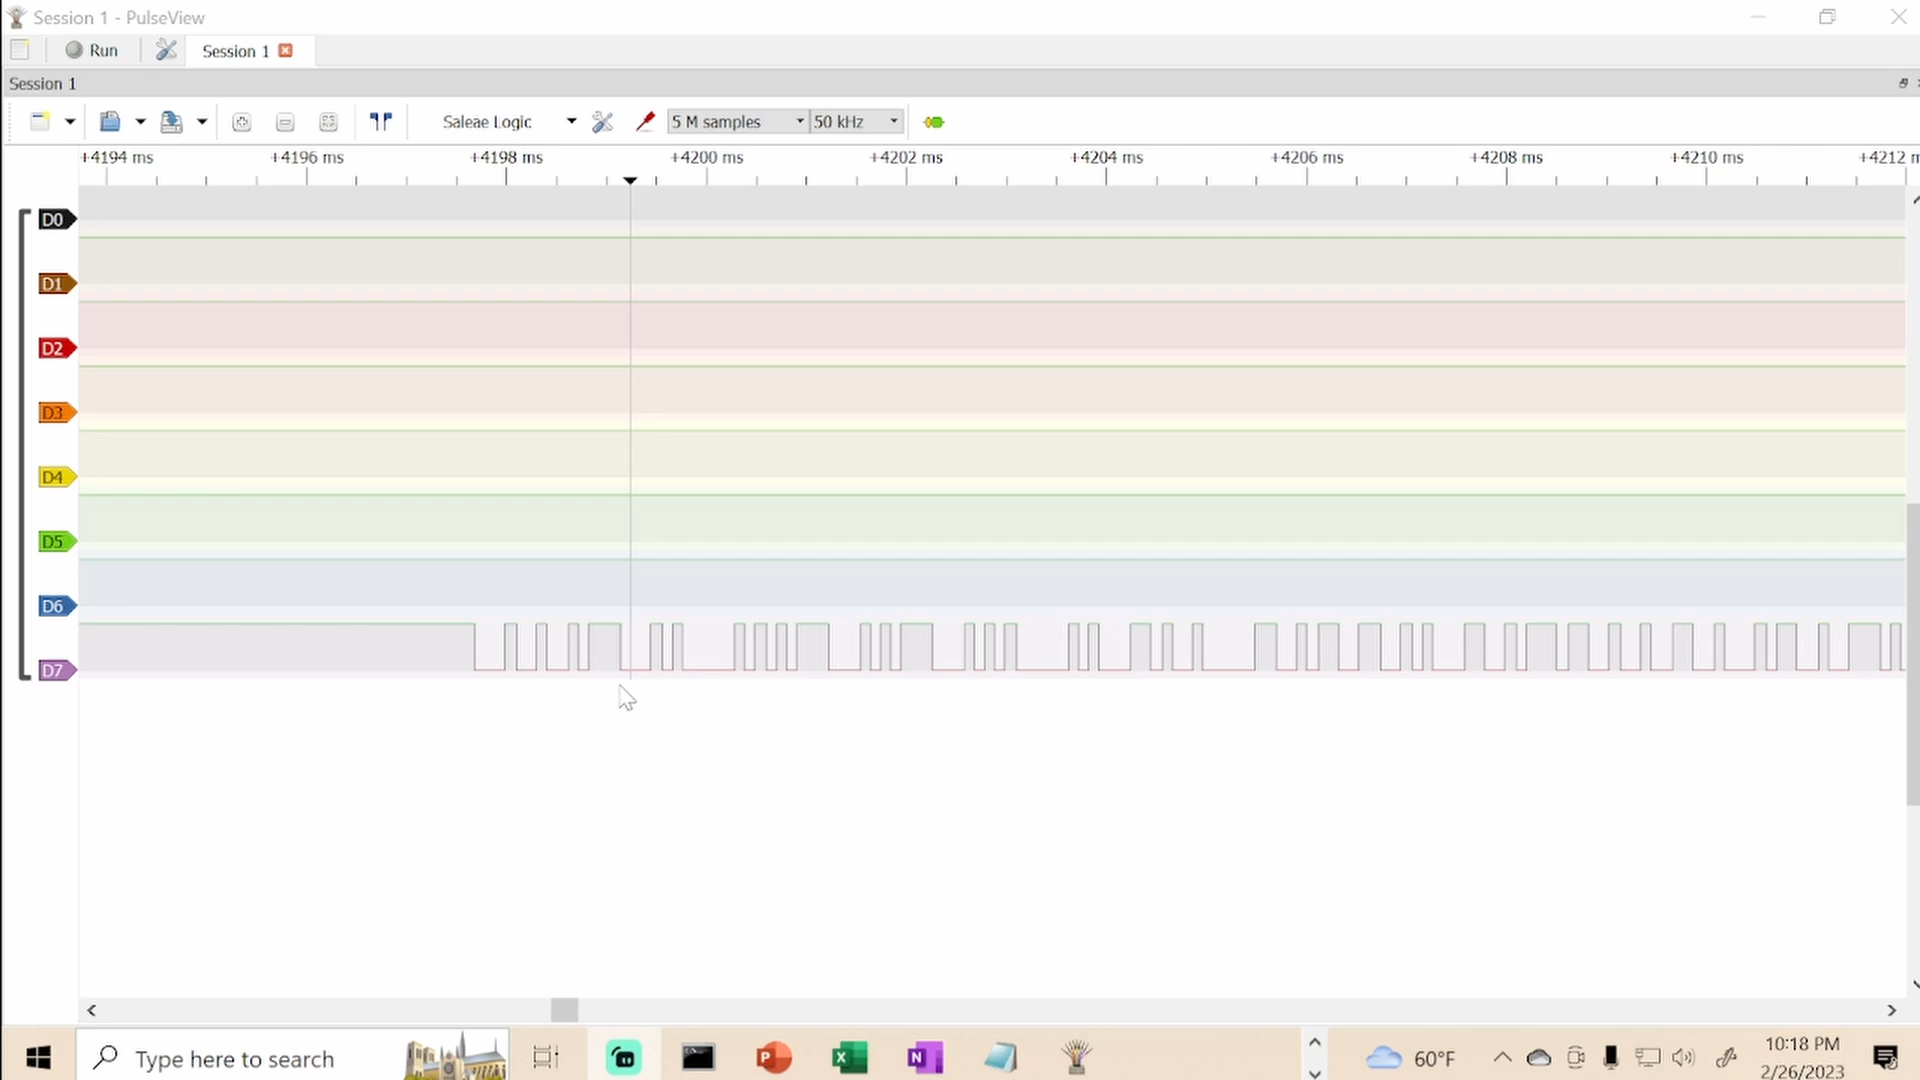 Session 1 - PulseView
Run
Session 1
Session 1
Saleae Logic
5 M samples
50 kHz
+4194 ms +4196 ms +4198 ms +4200 ms +4202 ms +4204 ms +4206 ms +4208 ms +4210 ms +4212 m
D0
D1
D2
D3
D4
D5
D6
D7
Type here to search
60°F
10:18 PM
2/26/2023